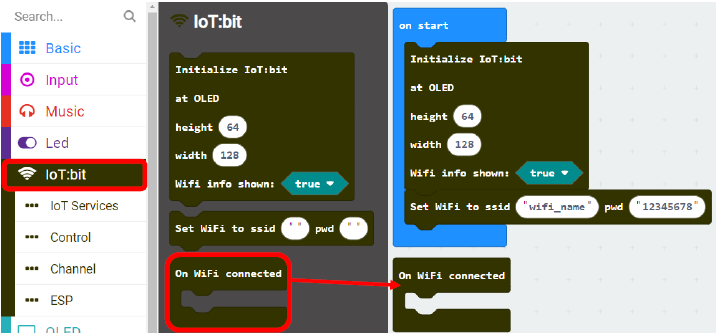 Search...
Basic
Input
Music
Led
IoT:bit
IoT Services
Control
Channel
ESP
OLED
IoT:bit
Initialize IoT:bit
at OLED
height 64
width 128
Wifi info shown: true
Set WiFi to ssid " " pwd " "
On WiFi connected
on start
Initialize IoT:bit
at OLED
height 64
width 128
Wifi info shown: true
Set WiFi to ssid "wifi_name" pwd "12345678"
On WiFi connected